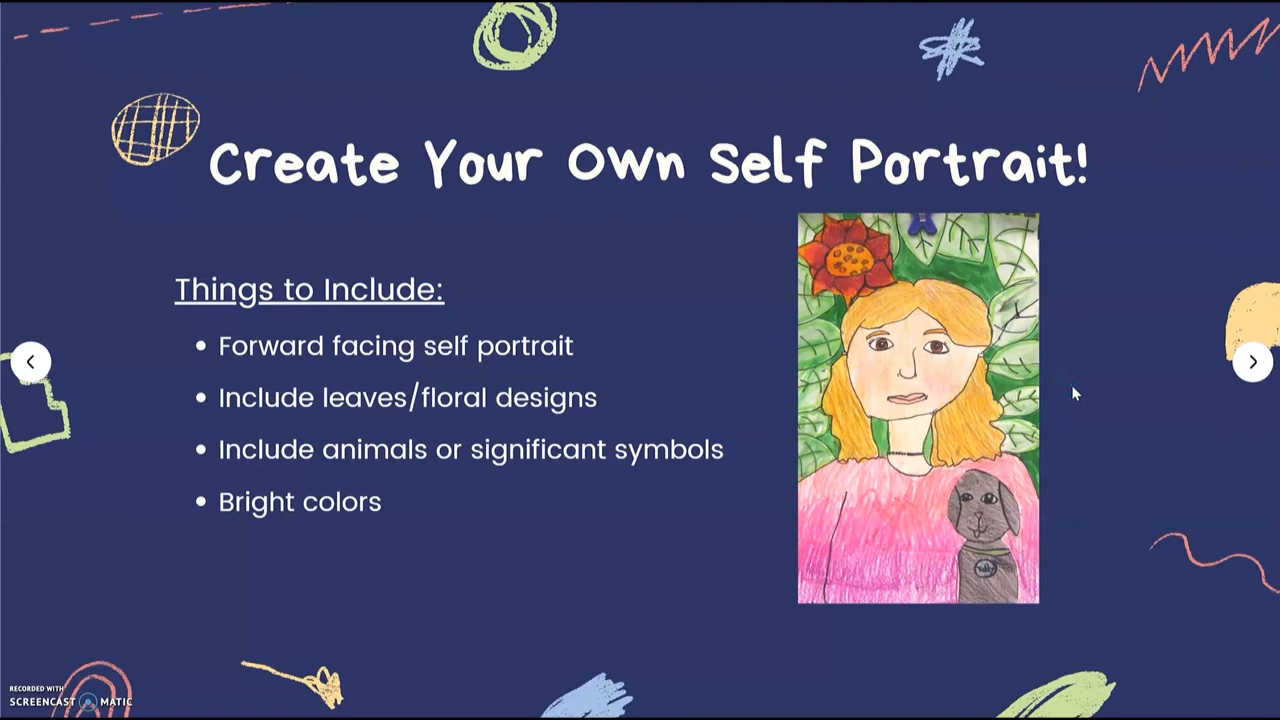 Create Your Own Self Portrait!
Things to Include:
• Forward facing self portrait
• Include leaves/floral designs
• Include animals or significant symbols
• Bright colors
RECORDED WITH
SCREENCAST MATIC